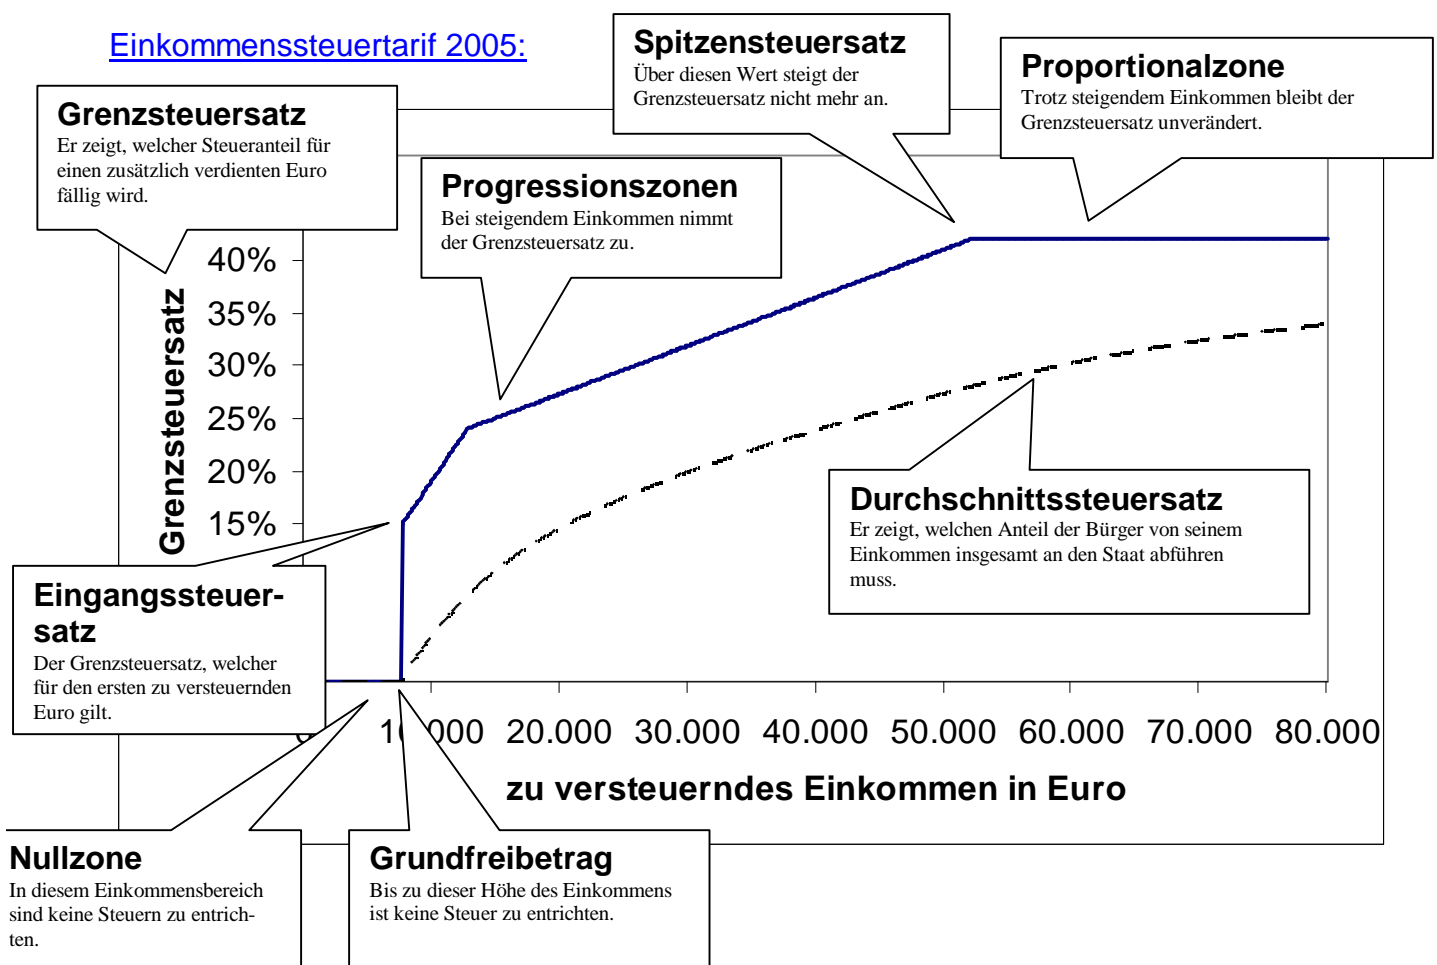 Einkommenssteuertarif 2005:
Grenzsteuersatz
Er zeigt, welcher Steueranteil für
einen zusätzlich verdienten Euro
fällig wird.
Spitzensteuersatz
Über diesen Wert steigt der
Grenzsteuersatz nicht mehr an.
Proportionalzone
Trotz steigendem Einkommen bleibt der
Grenzsteuersatz unverändert.
Progressionszonen
Bei steigendem Einkommen nimmt
der Grenzsteuersatz zu.
Grenzsteuersatz
40%
35%
30%
25%
20%
15%
Durchschnittssteuersatz
Er zeigt, welchen Anteil der Bürger von seinem
Einkommen insgesamt an den Staat abführen
muss.
Eingangssteuer-
satz
Der Grenzsteuersatz, welcher
für den ersten zu versteuernden
Euro gilt.
10.000 20.000 30.000 40.000 50.000 60.000 70.000 80.000
zu versteuerndes Einkommen in Euro
Nullzone
In diesem Einkommensbereich
sind keine Steuern zu entrich-
ten.
Grundfreibetrag
Bis zu dieser Höhe des Einkommens
ist keine Steuer zu entrichten.